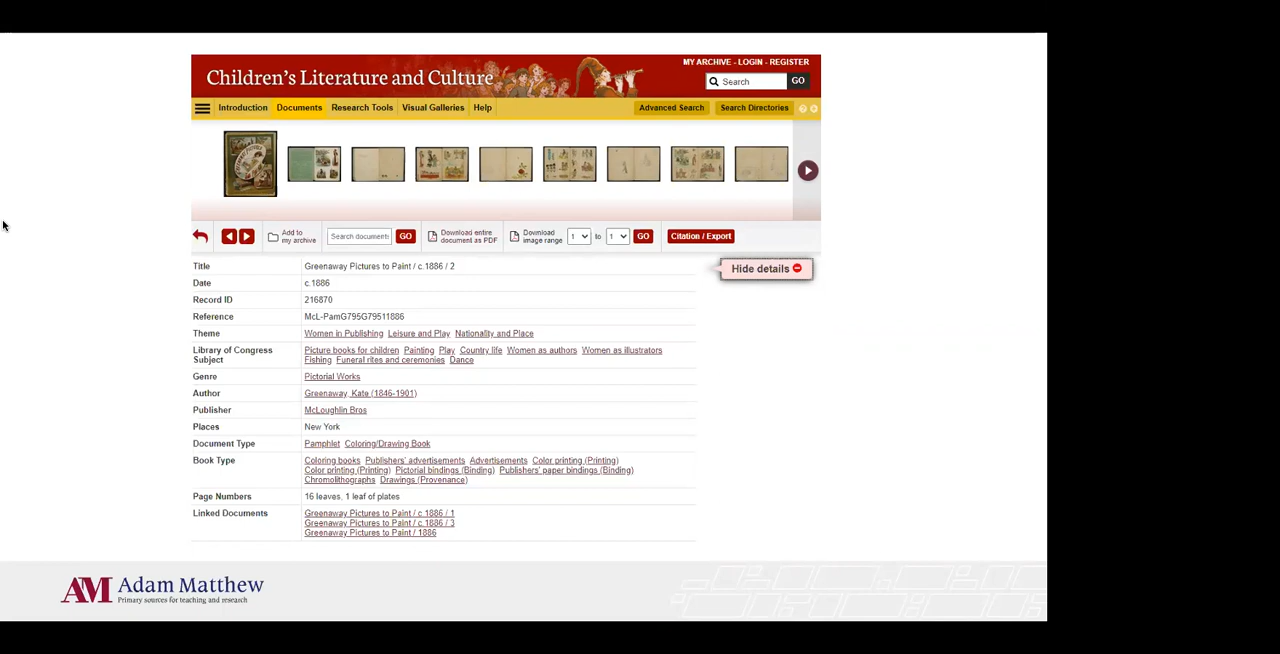 MY ARCHIVE - LOGIN - REGISTER
Children's Literature and Culture
Search GO
Introduction Documents Research Tools Visual Galleries Help Advanced Search Search Directories
Add to my archive
Search documents GO
Download entire document as PDF
Download image range 1 to 1 GO
Citation / Export
Hide details
Title Greenaway Pictures to Paint / c.1886 / 2
Date c.1886
Record ID 216870
Reference McL-PamG795G79511886
Theme Women in Publishing Leisure and Play Nationality and Place
Library of Congress Subject Picture books for children Painting Play Country life Women as authors Women as illustrators
Fishing Funeral rites and ceremonies Dance
Genre Pictorial Works
Author Greenaway, Kate (1846-1901)
Publisher McLoughlin Bros
Places New York
Document Type Pamphlet Coloring/Drawing Book
Book Type Coloring books Publishers' advertisements Advertisements Color printing (Printing)
Color printing (Printing) Pictorial bindings (Binding) Publishers' paper bindings (Binding)
Chromolithographs Drawings (Provenance)
Page Numbers 16 leaves, 1 leaf of plates
Linked Documents Greenaway Pictures to Paint / c.1886 / 1
Greenaway Pictures to Paint / c.1886 / 3
Greenaway Pictures to Paint / 1886
AM Adam Matthew
Primary sources for teaching and research